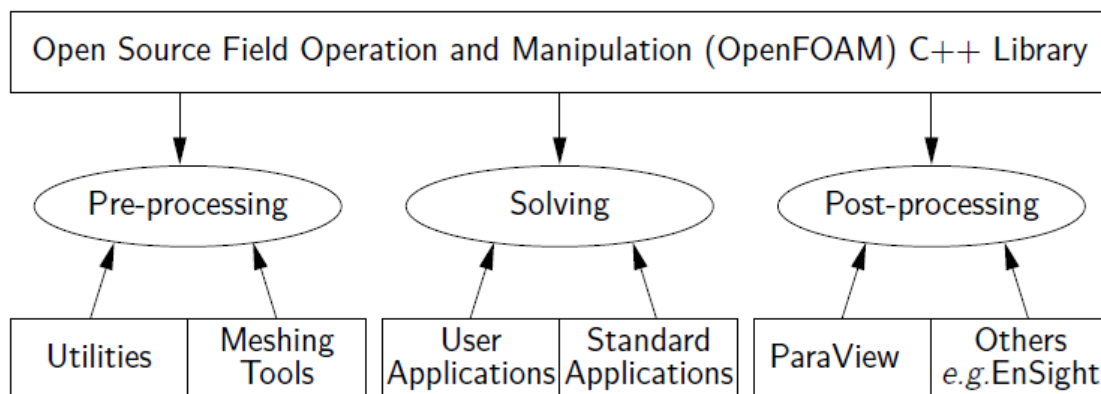 Open Source Field Operation and Manipulation (OpenFOAM) C++ Library
Pre-processing
Solving
Post-processing
Utilities
Meshing
Tools
User
Applications
Standard
Applications
ParaView
Others
e.g.EnSight